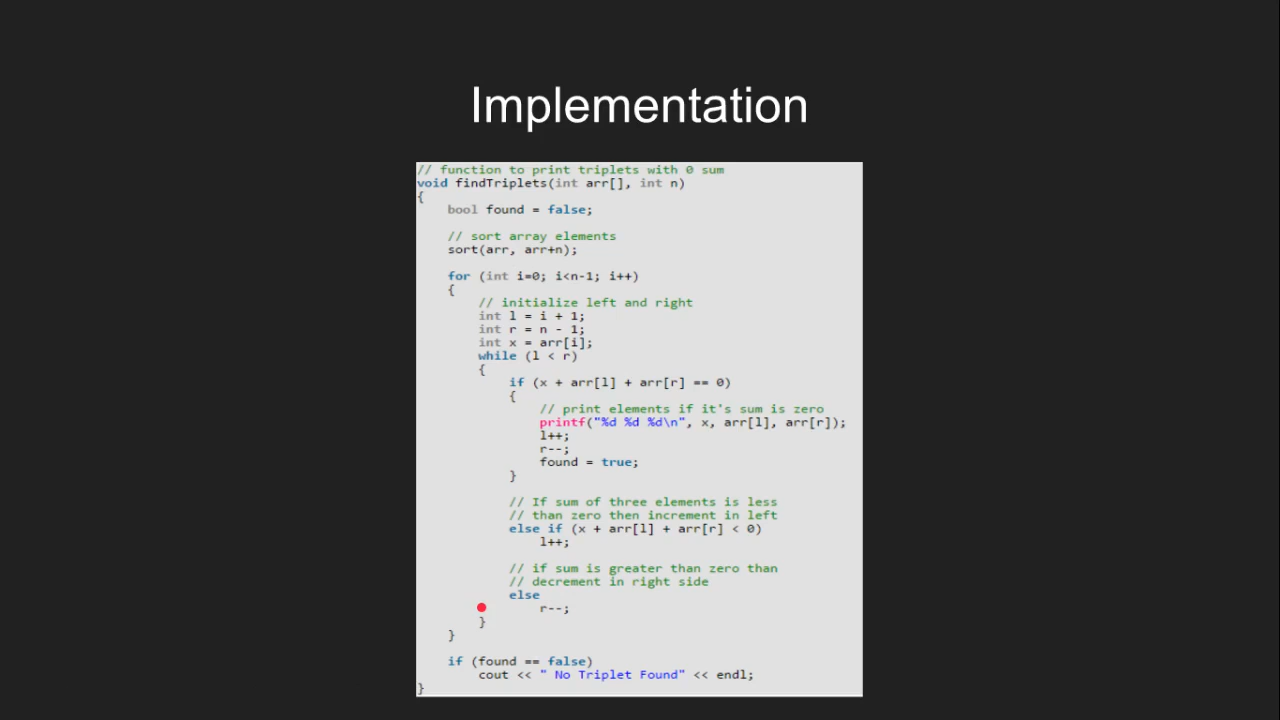 Implementation
// function to print triplets with 0 sum
void findTriplets(int arr[], int n)
{
    bool found = false;

    // sort array elements
    sort(arr, arr+n);

    for (int i=0; i<n-1; i++)
    {
        // initialize left and right
        int l = i + 1;
        int r = n - 1;
        int x = arr[i];
        while (l < r)
        {
            if (x + arr[l] + arr[r] == 0)
            {
                // print elements if it's sum is zero
                printf("%d %d %d\n", x, arr[l], arr[r]);
                l++;
                r--;
                found = true;
            }

            // If sum of three elements is less
            // than zero then increment in left
            else if (x + arr[l] + arr[r] < 0)
                l++;

            // if sum is greater than zero than
            // decrement in right side
            else
                r--;
        }
    }

    if (found == false)
        cout << " No Triplet Found" << endl;
}